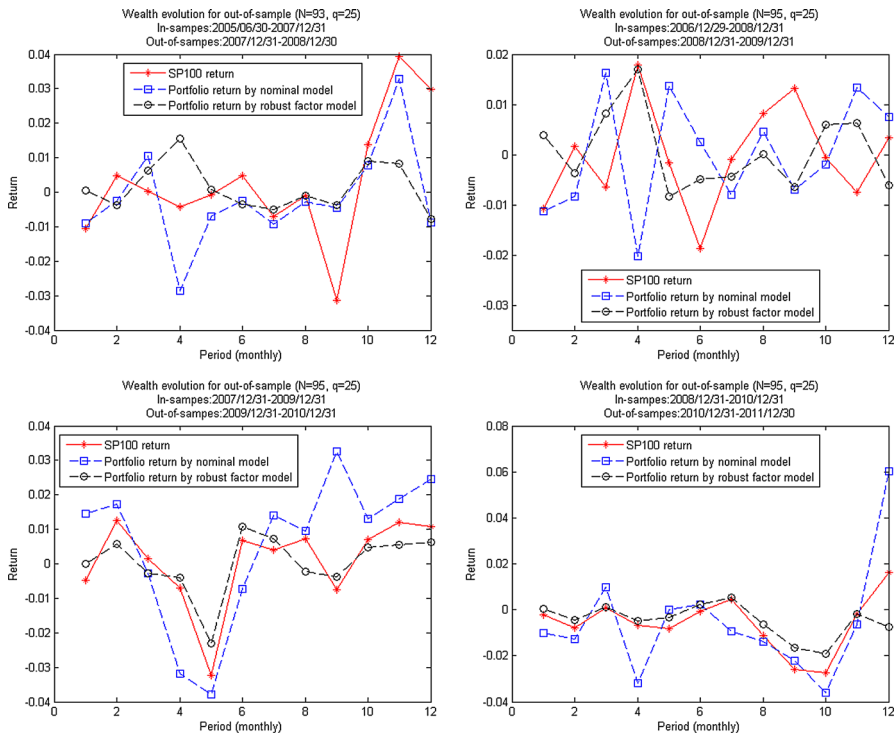 Wealth evolution for out-of-sample (N=93, q=25)
In-sampes:2005/06/30-2007/12/31
Out-of-sampes:2007/12/31-2008/12/30
0.04
0.03
0.02
0.01
0
-0.01
-0.02
-0.03
-0.04
Return
SP100 return
Portfolio return by nominal model
Portfolio return by robust factor model
0 2 4 6 8 10 12
Period (monthly)
Wealth evolution for out-of-sample (N=95, q=25)
In-sampes:2006/12/29-2008/12/31
Out-of-sampes:2008/12/31-2009/12/31
0.02
0.01
0
-0.01
-0.02
-0.03
Return
SP100 return
Portfolio return by nominal model
Portfolio return by robust factor model
0 2 4 6 8 10 12
Period (monthly)
Wealth evolution for out-of-sample (N=95, q=25)
In-sampes:2007/12/31-2009/12/31
Out-of-sampes:2009/12/31-2010/12/31
0.04
0.03
0.02
0.01
0
-0.01
-0.02
-0.03
-0.04
Return
SP100 return
Portfolio return by nominal model
Portfolio return by robust factor model
0 2 4 6 8 10 12
Period (monthly)
Wealth evolution for out-of-sample (N=95, q=25)
In-sampes:2008/12/31-2010/12/31
Out-of-sampes:2010/12/31-2011/12/30
0.08
0.06
0.04
0.02
0
-0.02
-0.04
Return
SP100 return
Portfolio return by nominal model
Portfolio return by robust factor model
0 2 4 6 8 10 12
Period (monthly)